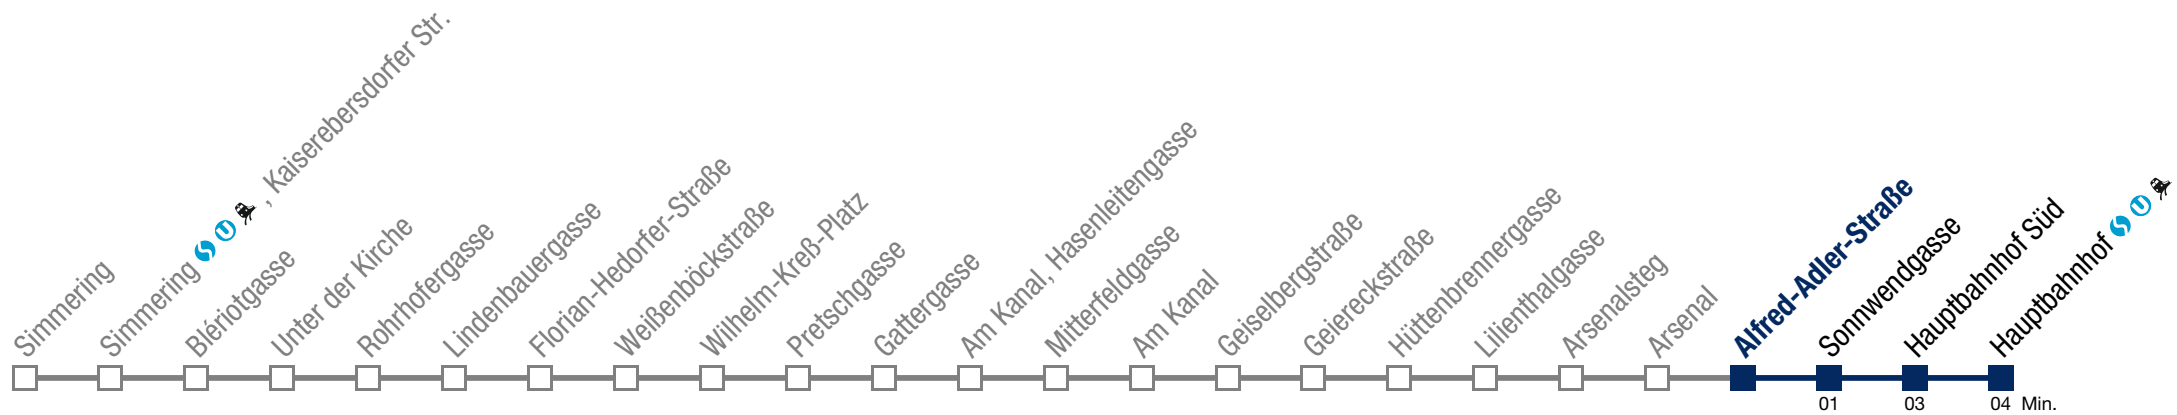 Simmering
Simmering S U , Kaiserebersdorfer Str.
Blériotgasse
Unter der Kirche
Rohrhofergasse
Lindenbauergasse
Florian-Hedorfer-Straße
Weißenböckstraße
Wilhelm-Kreß-Platz
Pretschgasse
Gattergasse
Am Kanal, Hasenleitengasse
Mitterfeldgasse
Am Kanal
Geiselbergstraße
Geiereckstraße
Hüttenbrennergasse
Lilienthalgasse
Arsenalsteg
Arsenal
Alfred-Adler-Straße
Sonnwendgasse
Hauptbahnhof Süd
Hauptbahnhof S U
01 03 04 Min.